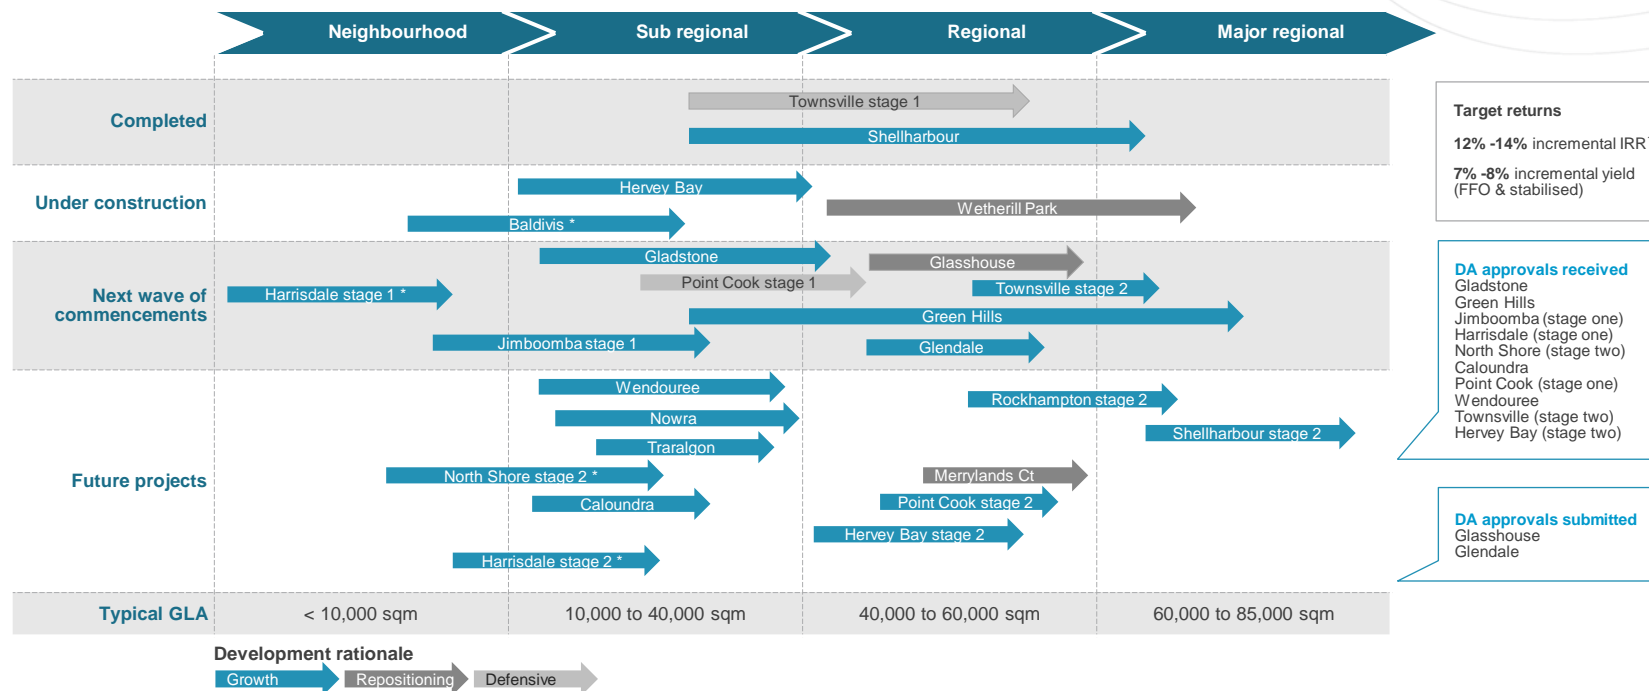 Neighbourhood
Sub regional
Regional
Major regional
Completed
Townsville stage 1
Shellharbour
Under construction
Hervey Bay
Wetherill Park
Baldivis *
Next wave of
commencements
Gladstone
Glasshouse
Point Cook stage 1
Townsville stage 2
Harrisdale stage 1 *
Green Hills
Jimboomba stage 1
Glendale
Future projects
Wendouree
Rockhampton stage 2
Nowra
Shellharbour stage 2
Traralgon
North Shore stage 2 *
Merrylands Ct
Caloundra
Point Cook stage 2
Hervey Bay stage 2
Harrisdale stage 2 *
Typical GLA
< 10,000 sqm
10,000 to 40,000 sqm
40,000 to 60,000 sqm
60,000 to 85,000 sqm
Development rationale
Growth
Repositioning
Defensive
Target returns
12% -14% incremental IRR
7% -8% incremental yield
(FFO & stabilised)
DA approvals received
Gladstone
Green Hills
Jimboomba (stage one)
Harrisdale (stage one)
North Shore (stage two)
Caloundra
Point Cook (stage one)
Wendouree
Townsville (stage two)
Hervey Bay (stage two)
DA approvals submitted
Glasshouse
Glendale